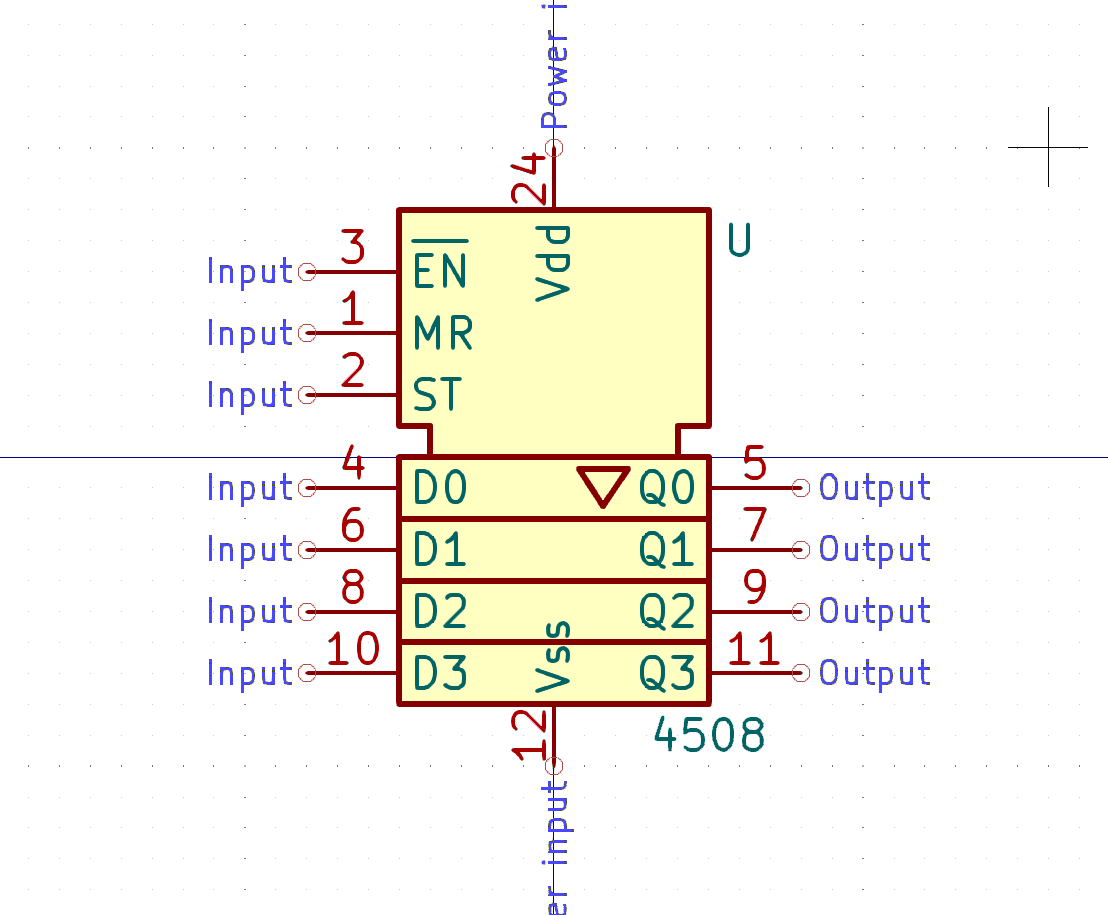 Power i
24
Vdd
U
Input 3 EN
Input 1 MR
Input 2 ST
Input 4 D0 Q0 5 Output
Input 6 D1 Q1 7 Output
Input 8 D2 Q2 9 Output
Input 10 D3 Q3 11 Output
Vss
12
4508
er input